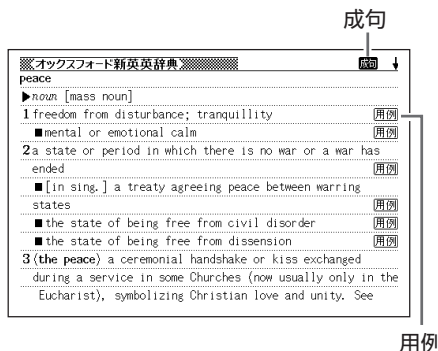 成句
オックスフォード新英英辞典 成句
peace
▶noun [mass noun]
1 freedom from disturbance; tranquillity 用例
■mental or emotional calm 用例
2 a state or period in which there is no war or a war has
ended 用例
■[in sing.] a treaty agreeing peace between warring
states 用例
■the state of being free from civil disorder 用例
■the state of being free from dissension 用例
3 ⟨the peace⟩ a ceremonial handshake or kiss exchanged
during a service in some Churches (now usually only in the
Eucharist), symbolizing Christian love and unity. See
用例